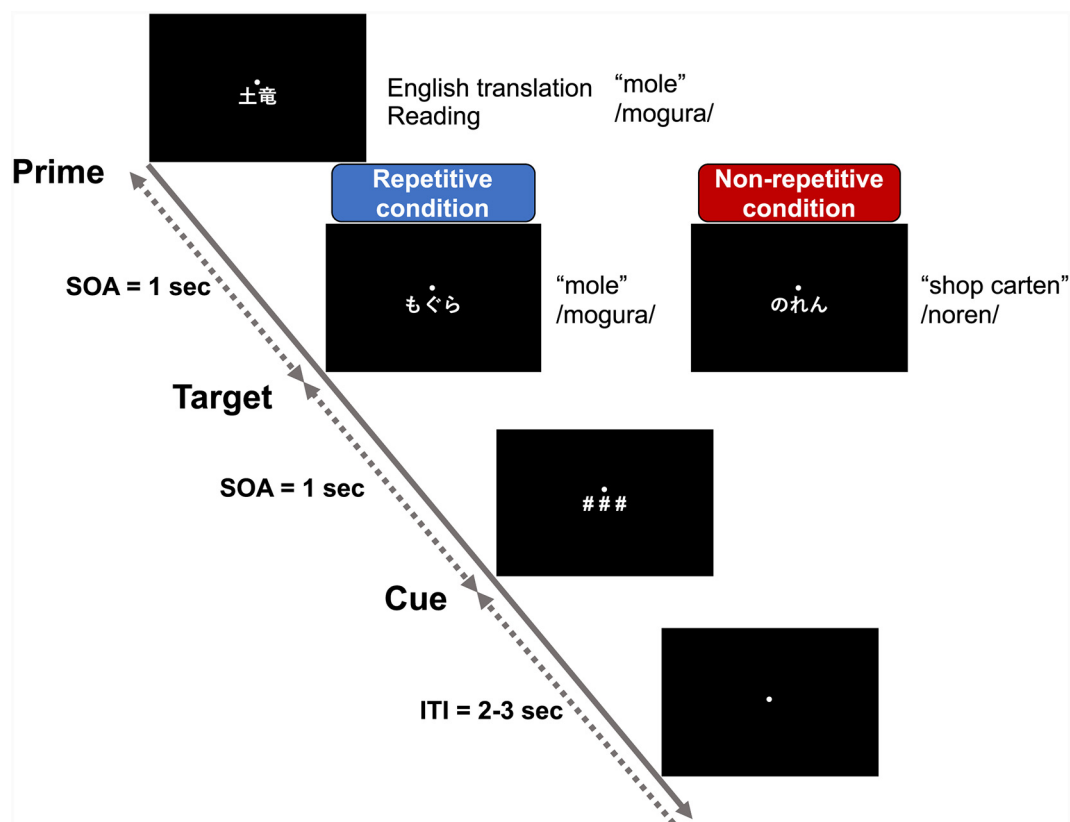 土竜
English translation “mole”
Reading /mogura/
Prime
Repetitive
condition
Non-repetitive
condition
SOA = 1 sec
もぐら
“mole”
/mogura/
のれん
“shop carten”
/noren/
Target
SOA = 1 sec
# # #
Cue
ITI = 2-3 sec